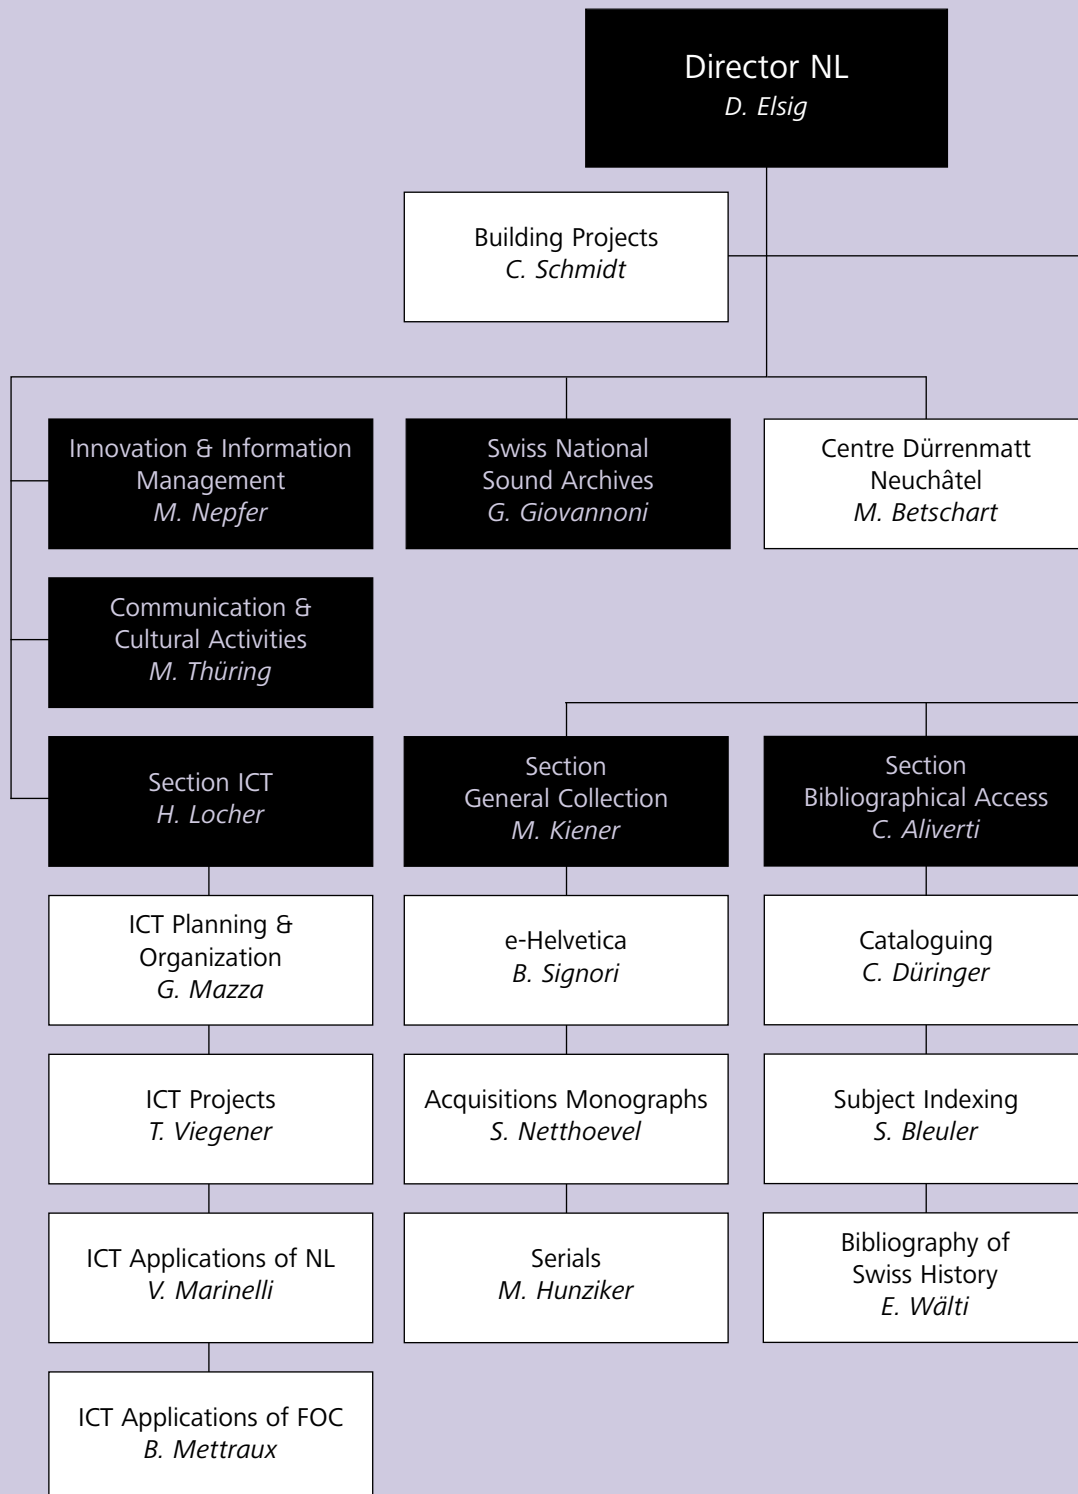 Director NL
D. Elsig
Building Projects
C. Schmidt
Innovation & Information
Management
M. Nepfer
Swiss National
Sound Archives
G. Giovannoni
Centre Dürrenmatt
Neuchâtel
M. Betschart
Communication &
Cultural Activities
M. Thüring
Section ICT
H. Locher
Section
General Collection
M. Kiener
Section
Bibliographical Access
C. Aliverti
ICT Planning &
Organization
G. Mazza
e-Helvetica
B. Signori
Cataloguing
C. Düringer
ICT Projects
T. Viegener
Acquisitions Monographs
S. Netthoevel
Subject Indexing
S. Bleuler
ICT Applications of NL
V. Marinelli
Serials
M. Hunziker
Bibliography of
Swiss History
E. Wälti
ICT Applications of FOC
B. Mettraux